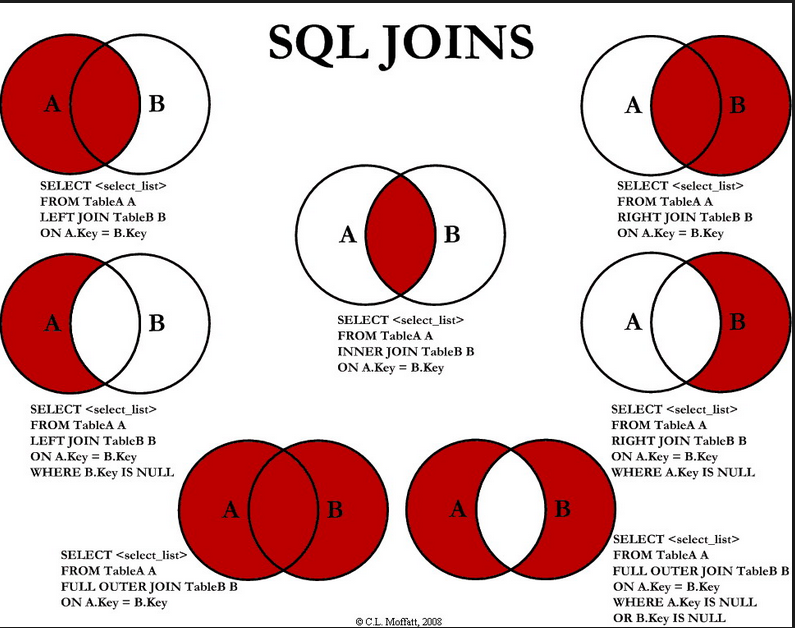 SQL JOINS
A B
SELECT <select_list>
FROM TableA A
LEFT JOIN TableB B
ON A.Key = B.Key
A B
SELECT <select_list>
FROM TableA A
RIGHT JOIN TableB B
ON A.Key = B.Key
A B
SELECT <select_list>
FROM TableA A
INNER JOIN TableB B
ON A.Key = B.Key
A B
SELECT <select_list>
FROM TableA A
LEFT JOIN TableB B
ON A.Key = B.Key
WHERE B.Key IS NULL
A B
SELECT <select_list>
FROM TableA A
RIGHT JOIN TableB B
ON A.Key = B.Key
WHERE A.Key IS NULL
A B
SELECT <select_list>
FROM TableA A
FULL OUTER JOIN TableB B
ON A.Key = B.Key
A B
SELECT <select_list>
FROM TableA A
FULL OUTER JOIN TableB B
ON A.Key = B.Key
WHERE A.Key IS NULL
OR B.Key IS NULL
© C.L. Moffatt, 2008